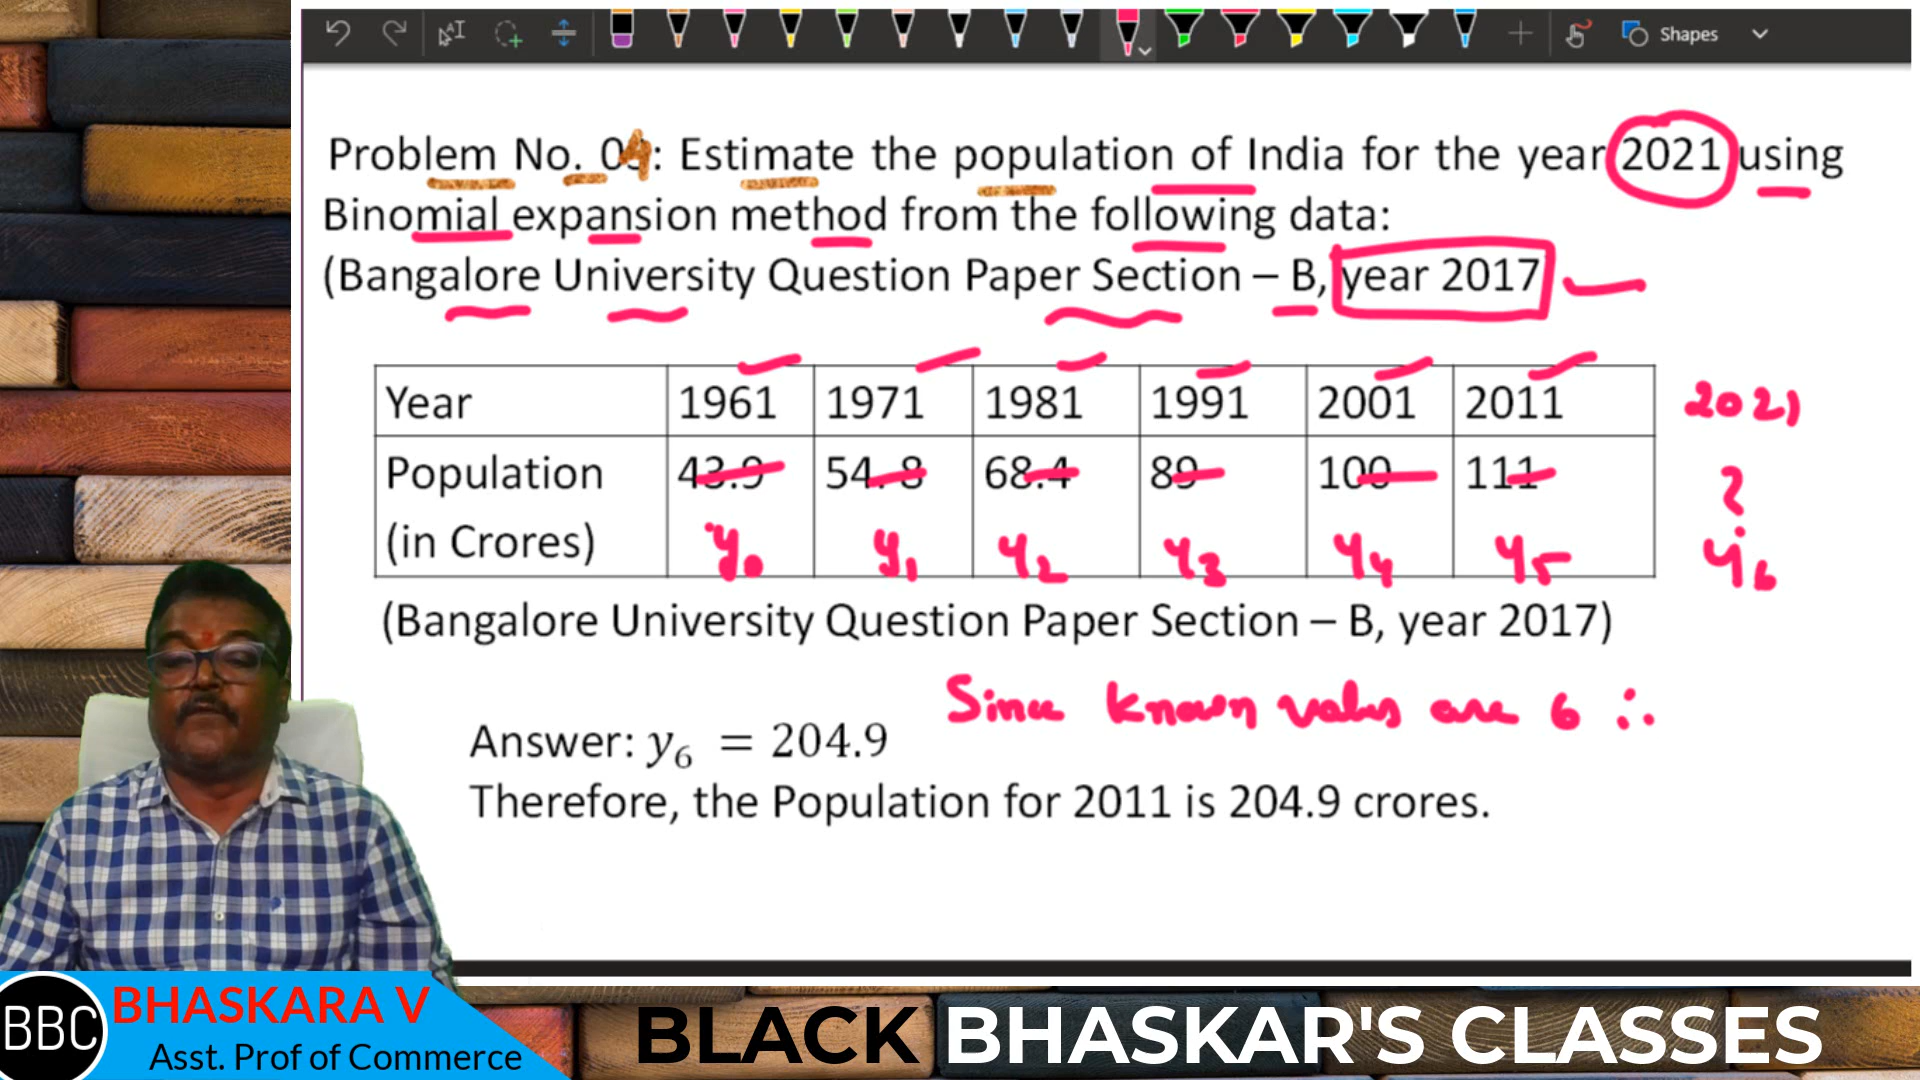 Shapes
Problem No. 04: Estimate the population of India for the year 2021 using
Binomial expansion method from the following data:
(Bangalore University Question Paper Section – B, year 2017
Year 1961 1971 1981 1991 2001 2011 2021
Population 43.9 54.8 68.4 89 100 111 ?
(in Crores) y0 y1 y2 y3 y4 y5 y6
(Bangalore University Question Paper Section – B, year 2017)
Since known values are 6 ∴
Answer: y6 = 204.9
Therefore, the Population for 2011 is 204.9 crores.
BBC
BHASKARA V
Asst. Prof of Commerce
BLACK BHASKAR'S CLASSES